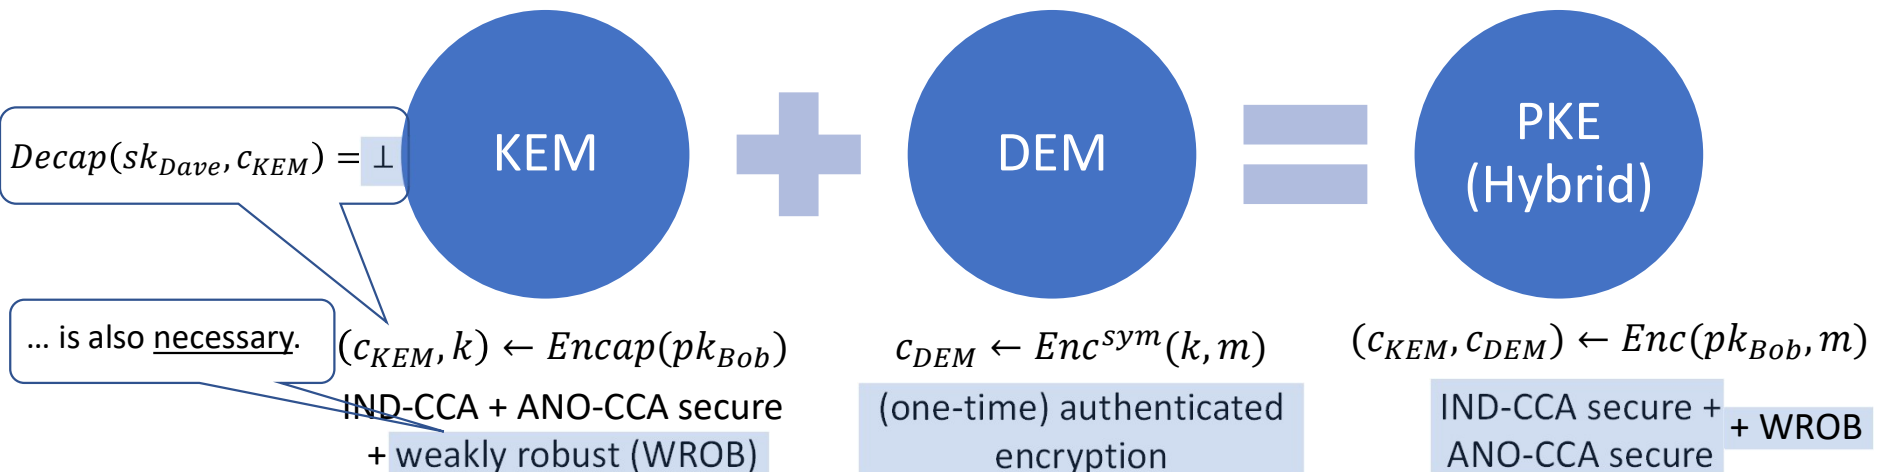 KEM
DEM
PKE
(Hybrid)
Decap(sk_Dave, c_KEM) = ⊥
... is also necessary.
(c_KEM, k) ← Encap(pk_Bob)
IND-CCA + ANO-CCA secure
+ weakly robust (WROB)
c_DEM ← Enc^sym(k, m)
(one-time) authenticated
encryption
(c_KEM, c_DEM) ← Enc(pk_Bob, m)
IND-CCA secure +
ANO-CCA secure
+ WROB